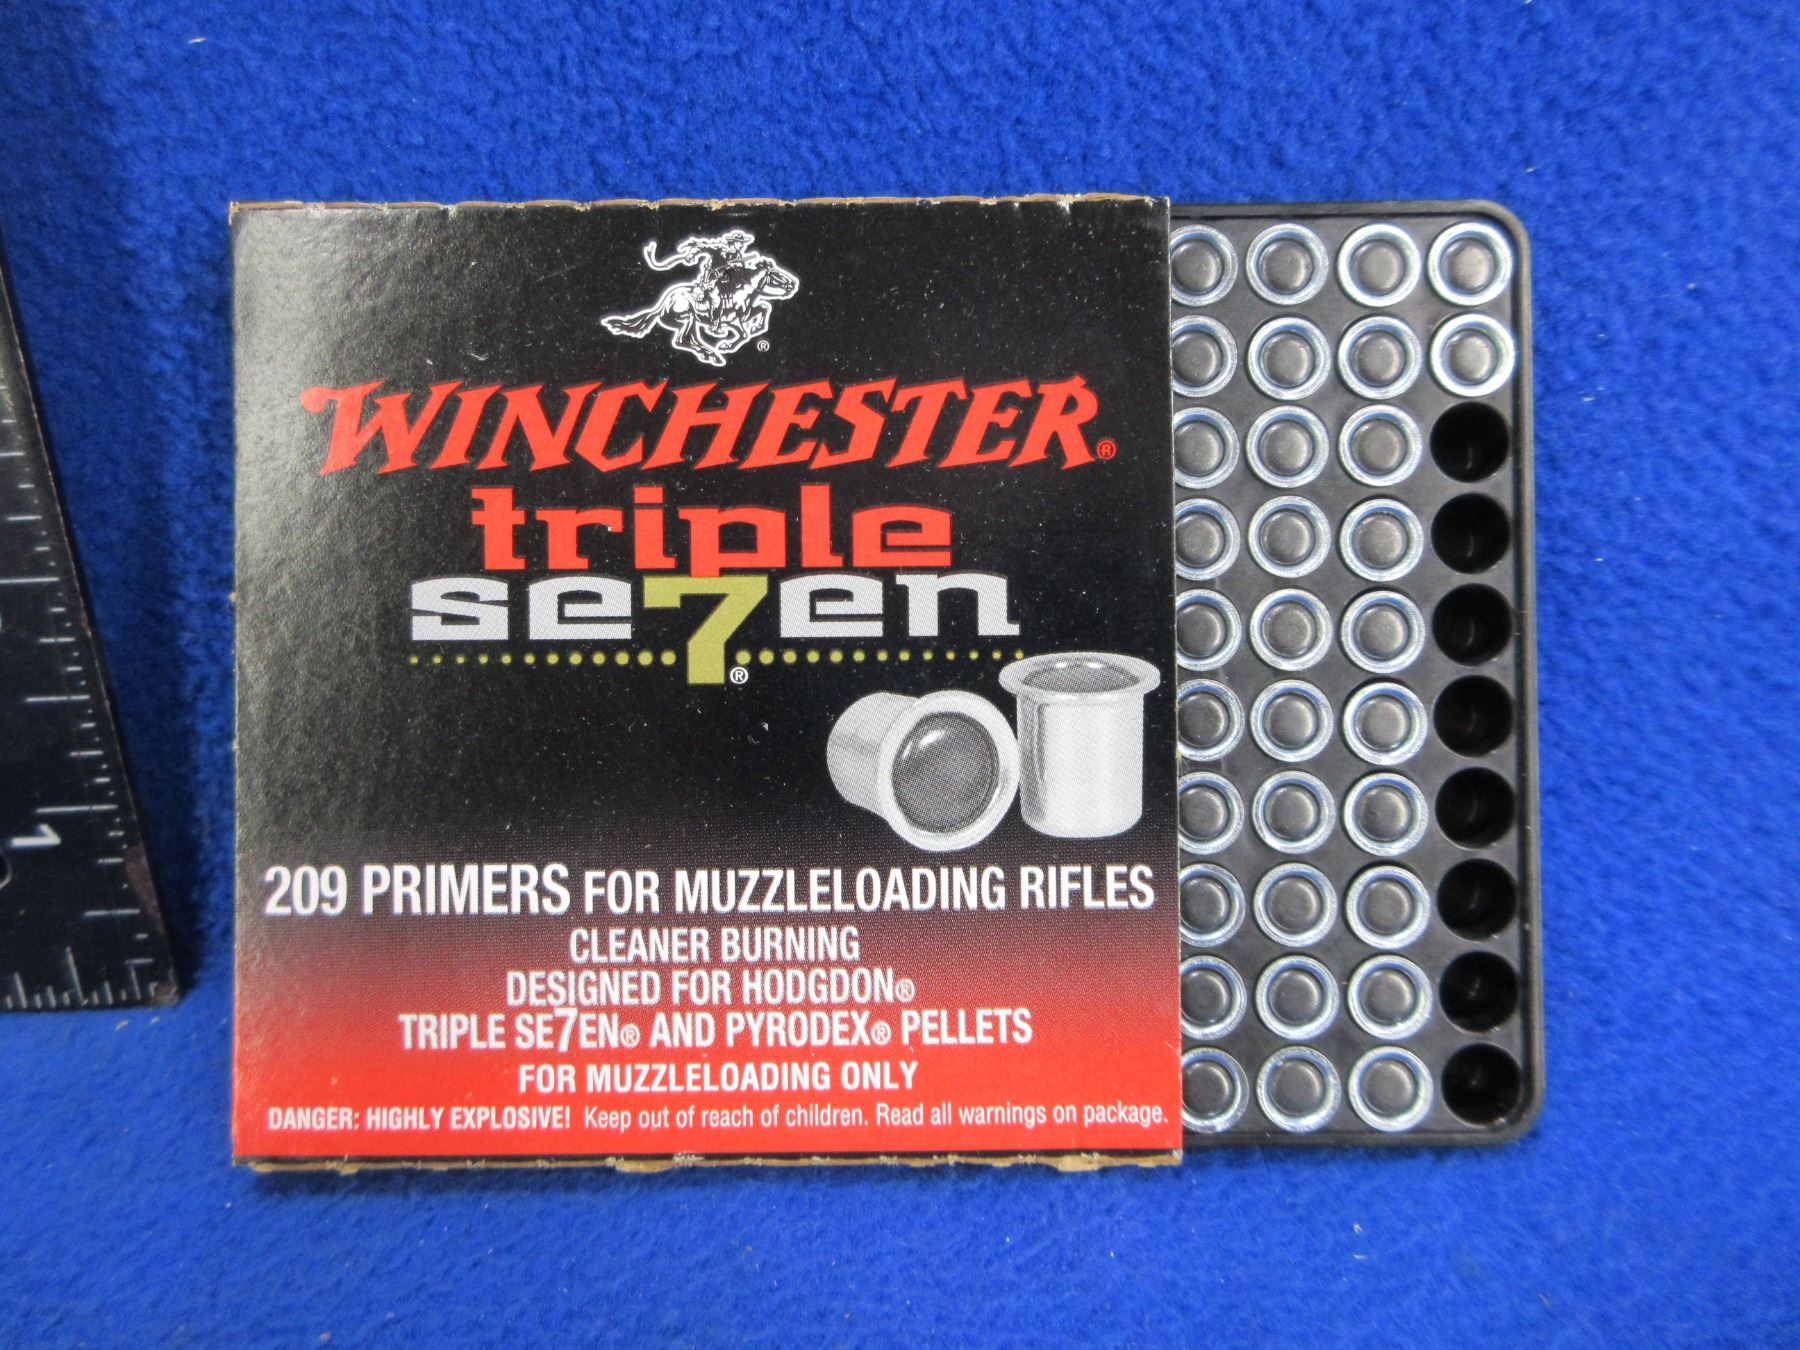 ®
WINCHESTER®
triple
se7en®
209 PRIMERS FOR MUZZLELOADING RIFLES
CLEANER BURNING
DESIGNED FOR HODGDON®
TRIPLE SE7EN® AND PYRODEX® PELLETS
FOR MUZZLELOADING ONLY
DANGER: HIGHLY EXPLOSIVE! Keep out of reach of children. Read all warnings on package.
1